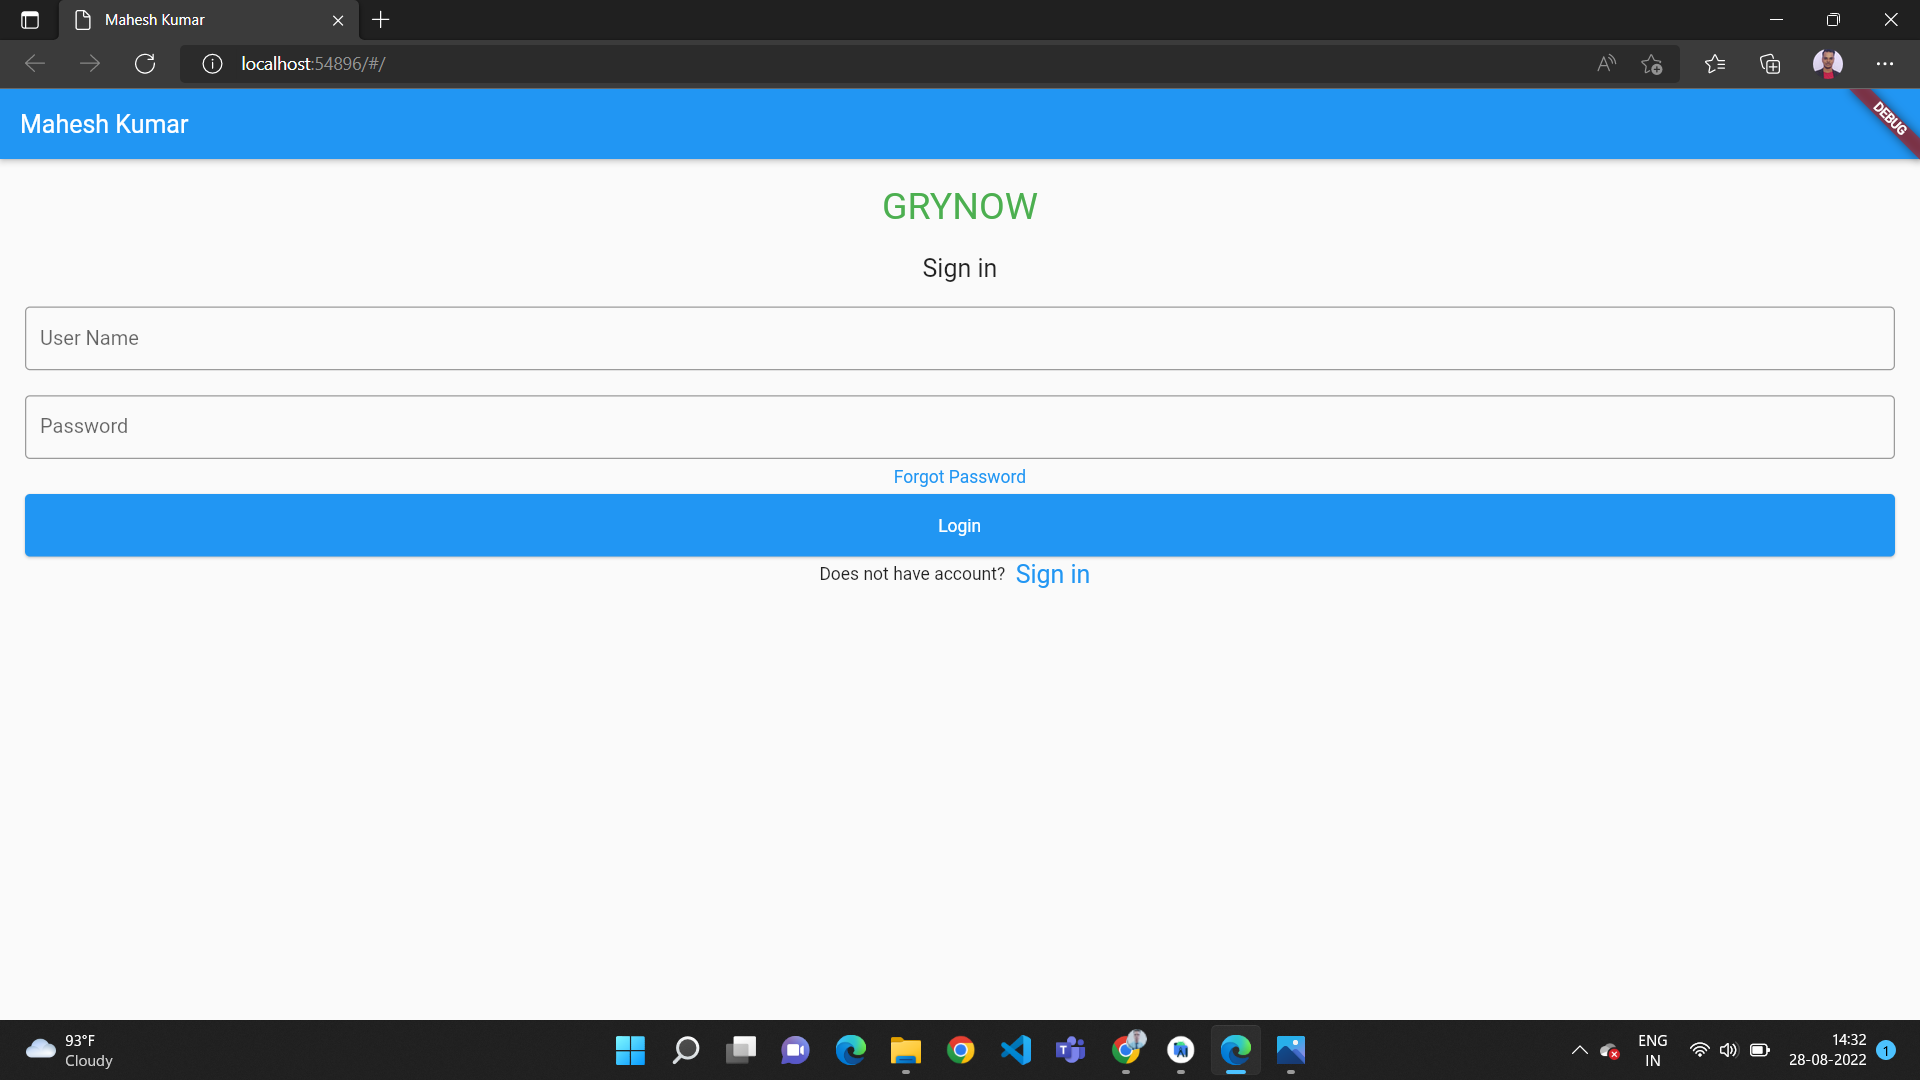 Mahesh Kumar
localhost:54896/#/
Mahesh Kumar
DEBUG
GRYNOW
Sign in
User Name
Password
Forgot Password
Login
Does not have account? Sign in
93°F
Cloudy
ENG
IN
14:32
28-08-2022
1